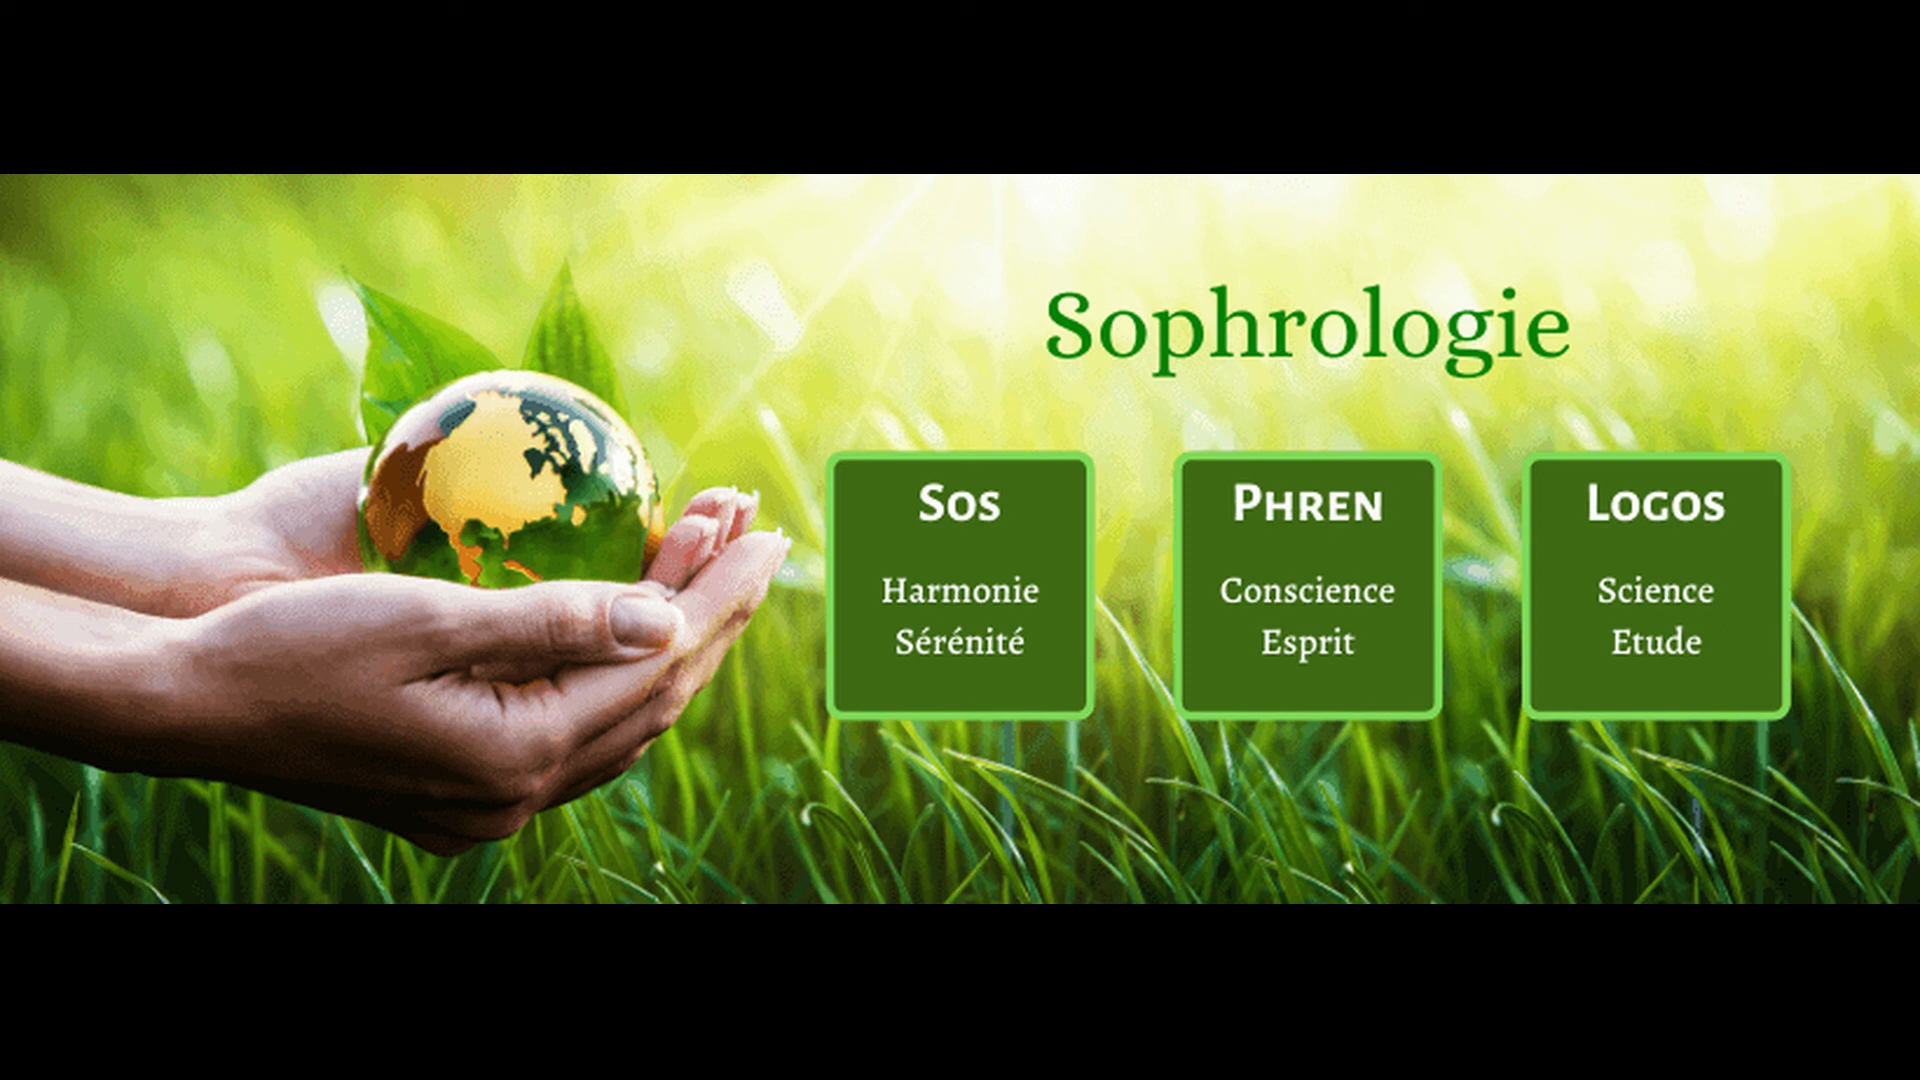 Sophrologie
Sos
Harmonie
Sérénité
Phren
Conscience
Esprit
Logos
Science
Etude